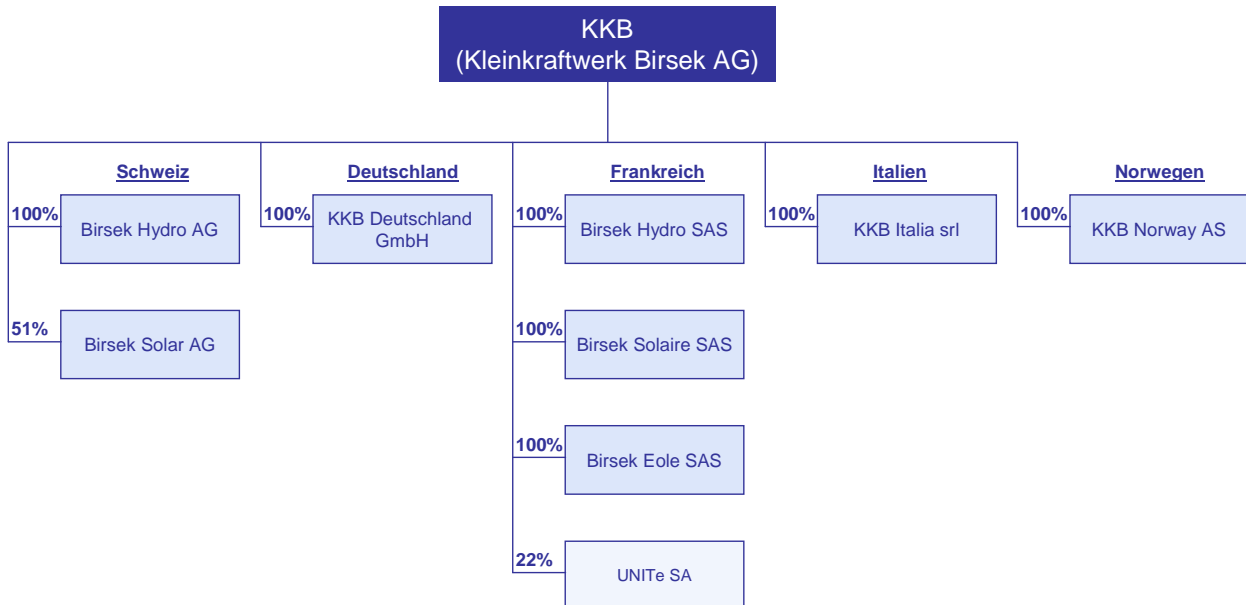 KKB
(Kleinkraftwerk Birsek AG)
Schweiz
Deutschland
Frankreich
Italien
Norwegen
100%
Birsek Hydro AG
100%
KKB Deutschland
GmbH
100%
Birsek Hydro SAS
100%
KKB Italia srl
100%
KKB Norway AS
51%
Birsek Solar AG
100%
Birsek Solaire SAS
100%
Birsek Eole SAS
22%
UNITe SA